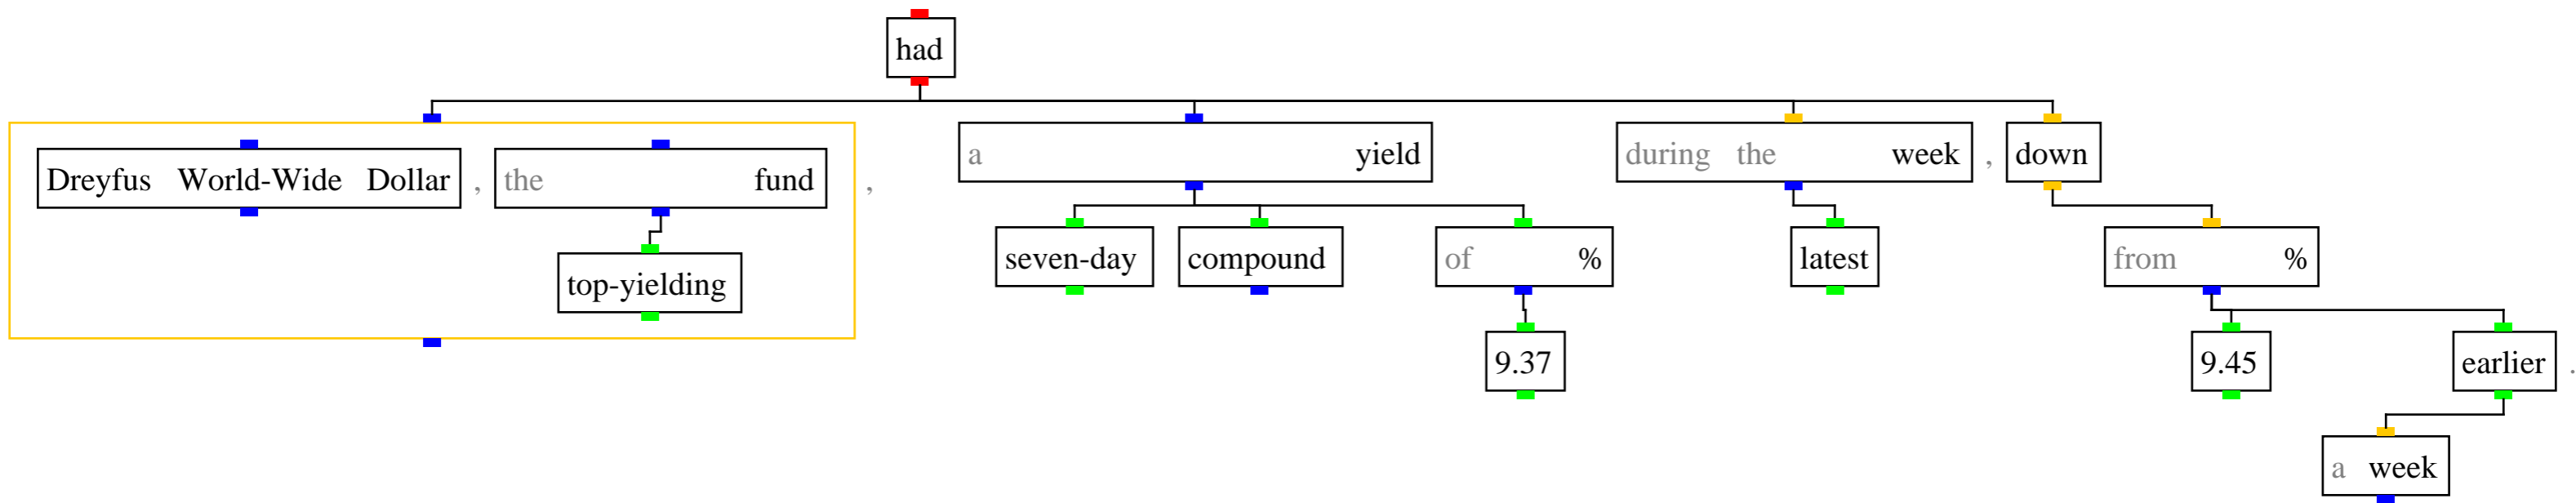 had
Dreyfus World-Wide Dollar , the fund , a yield during the week , down
top-yielding seven-day compound of % latest from %
9.37 9.45 earlier .
a week